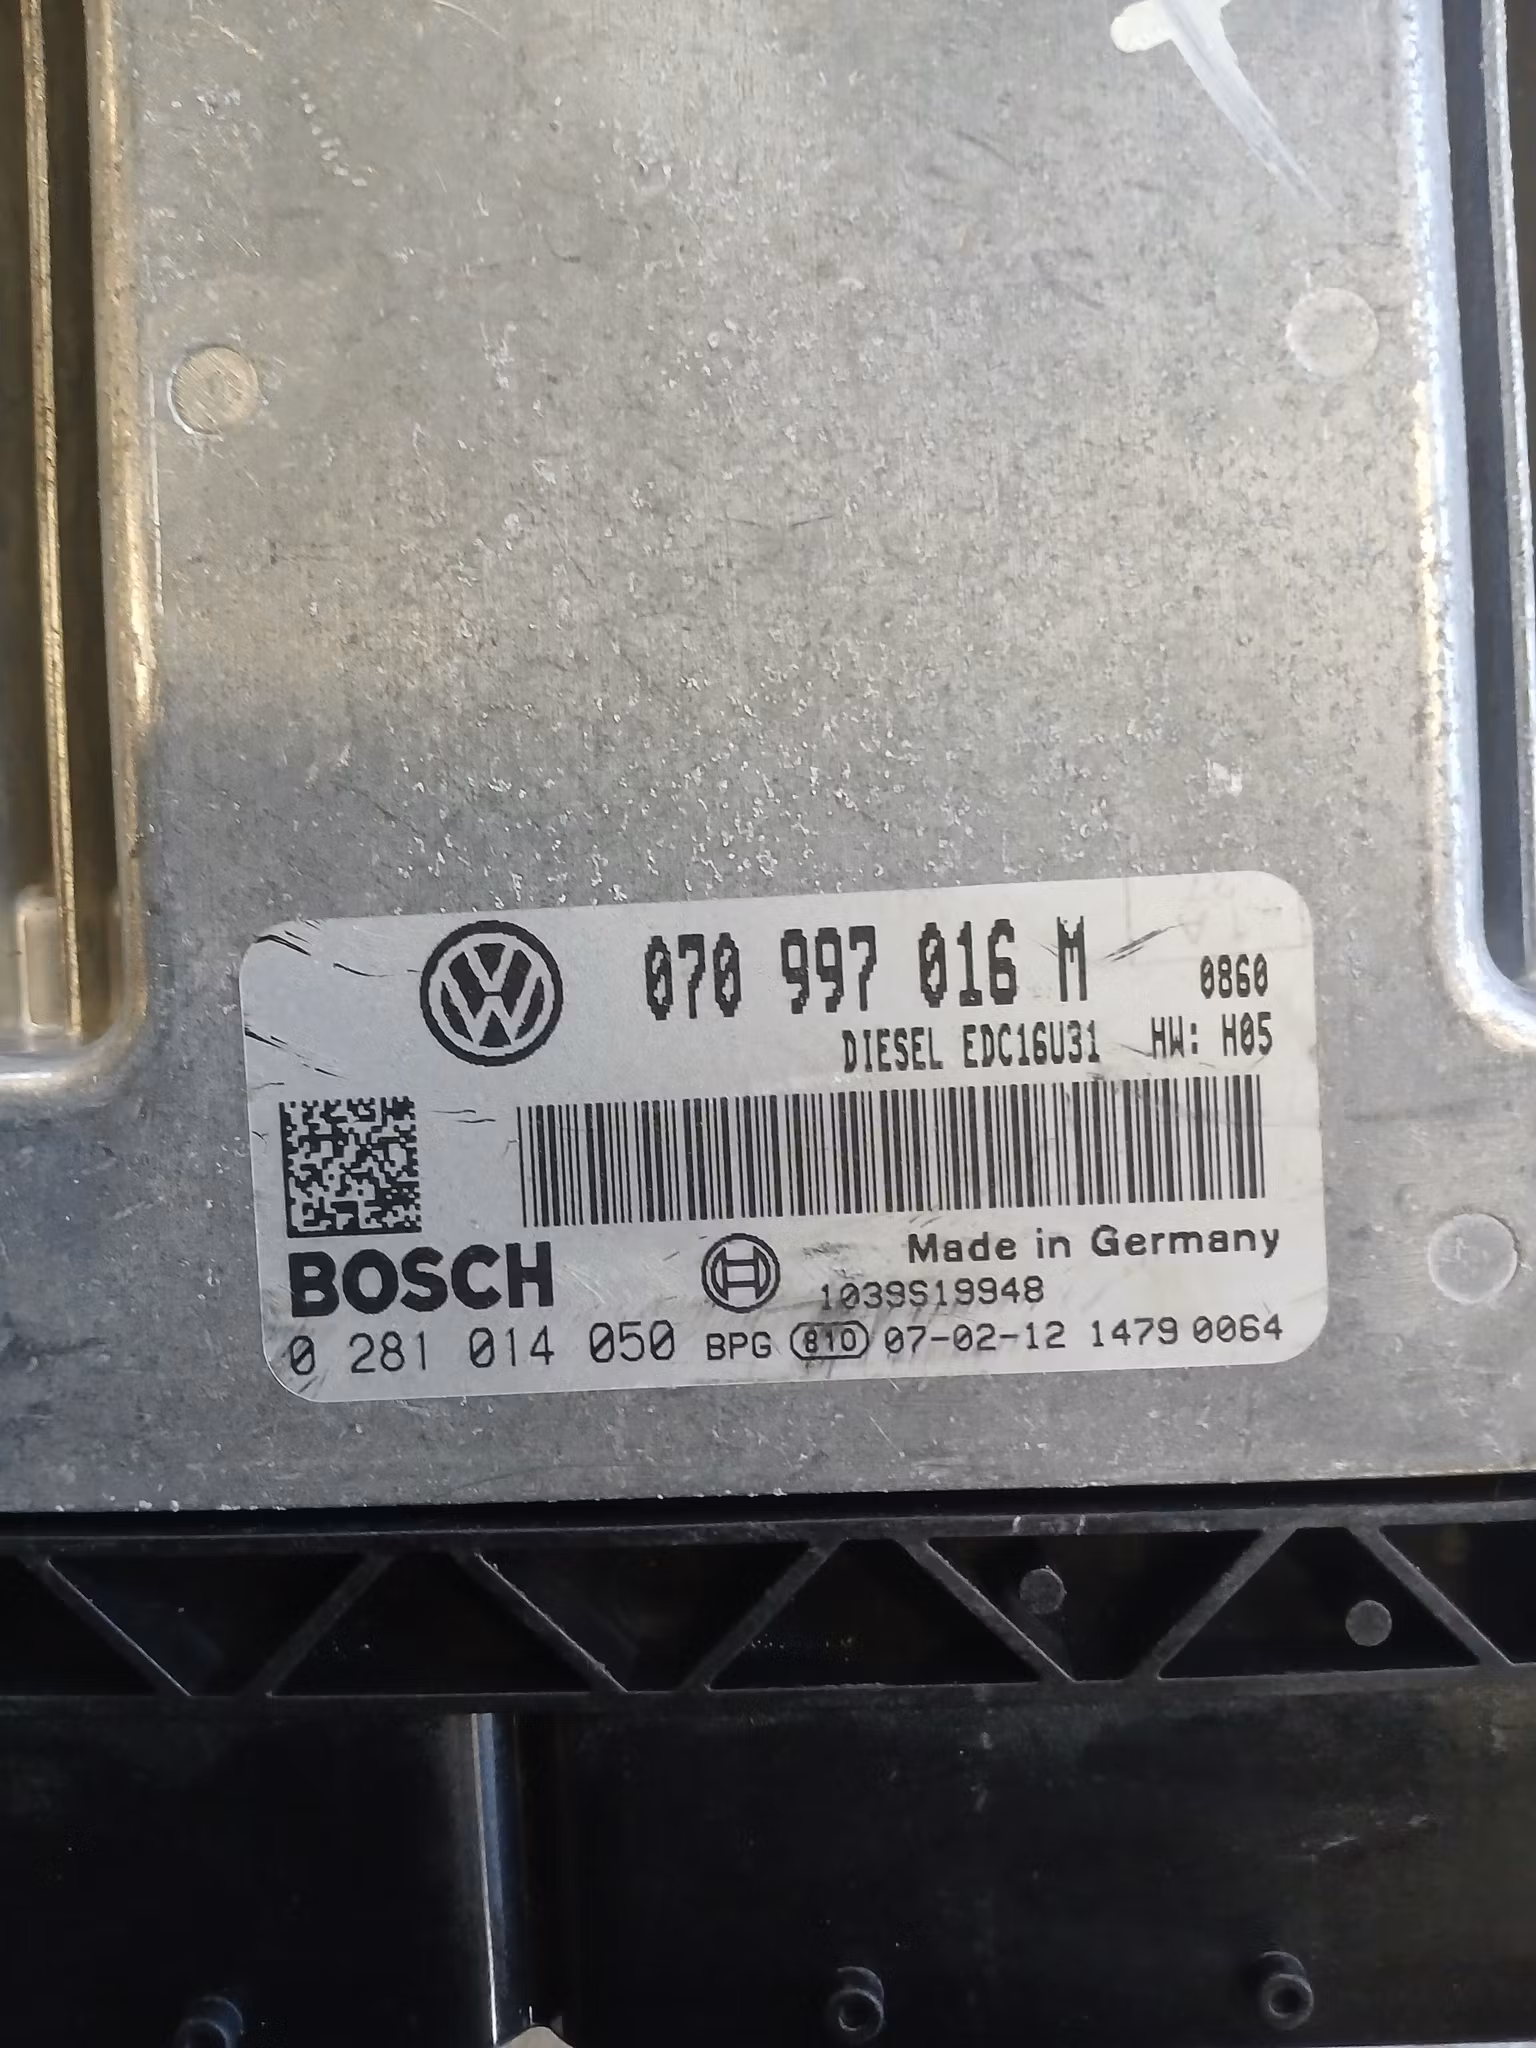 070 997 016 M 0860
DIESEL EDC16U31 HW: H05
Made in Germany
BOSCH
1039S19948
0 281 014 050 BPG 810 07-02-12 1479 0064